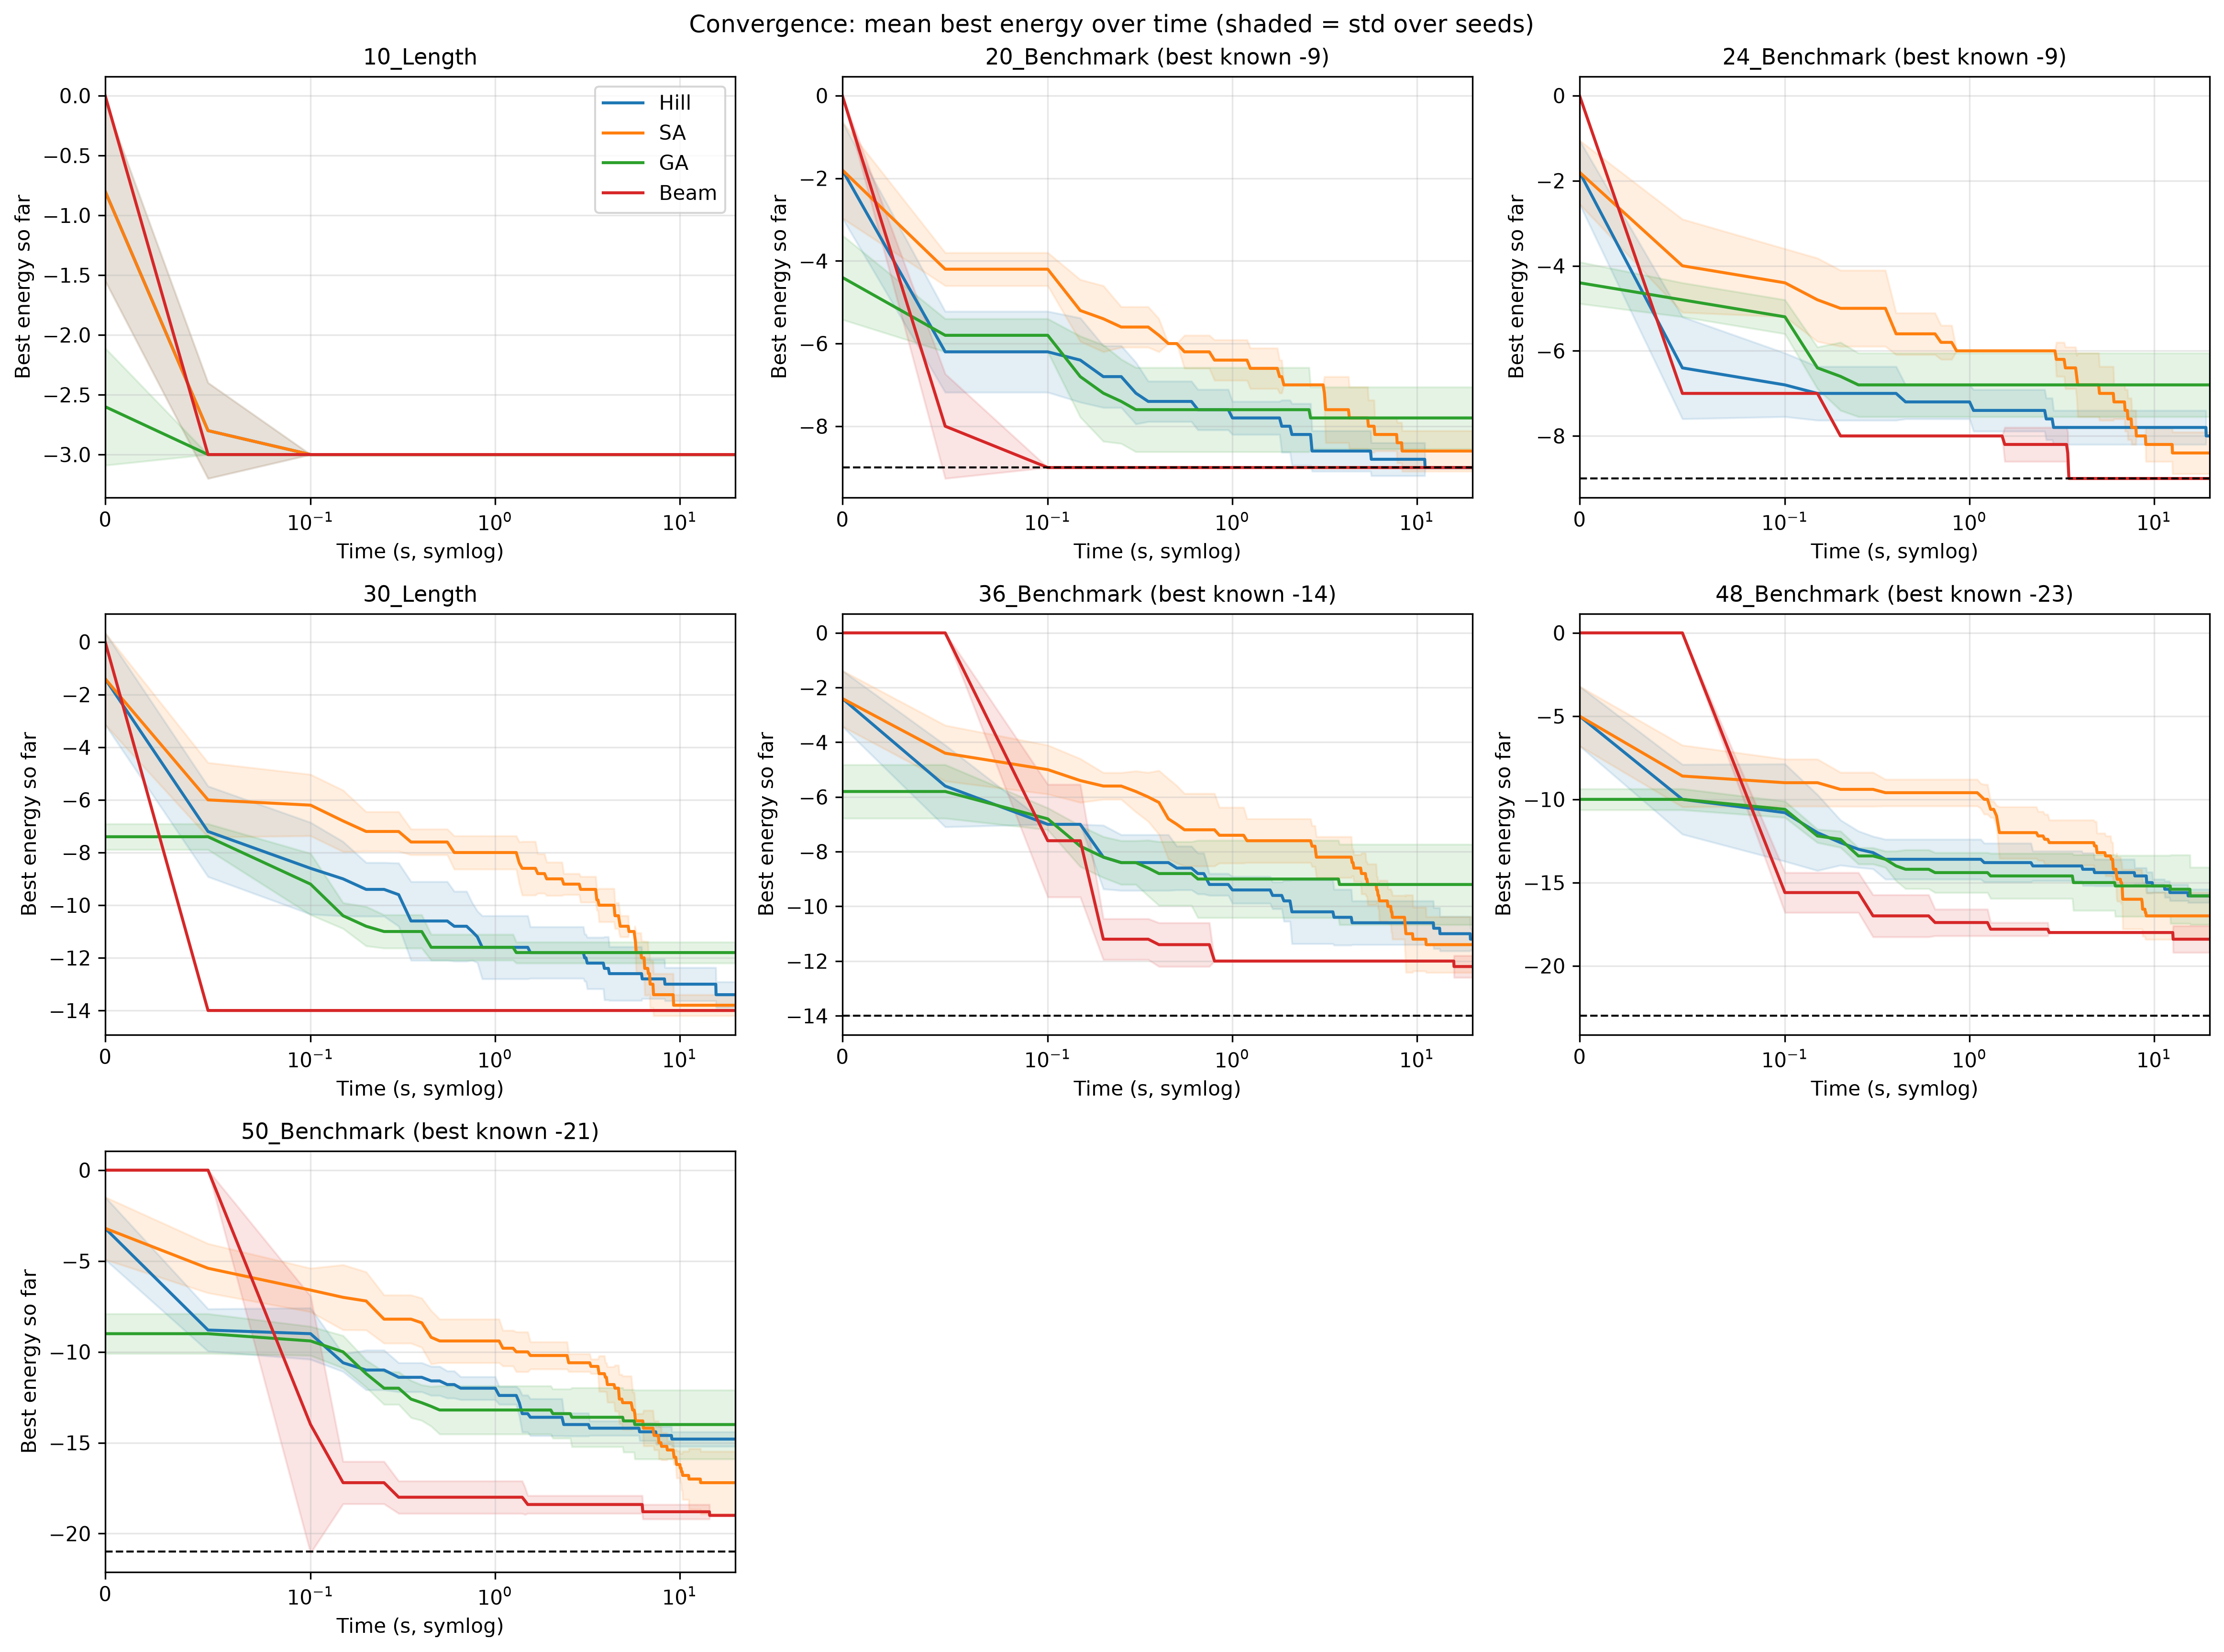 Convergence: mean best energy over time (shaded = std over seeds)
10_Length
0.0
−0.5
−1.0
−1.5
−2.0
−2.5
−3.0
Best energy so far
Hill
SA
GA
Beam
0
10⁻¹
10⁰
10¹
Time (s, symlog)
20_Benchmark (best known -9)
0
−2
−4
−6
−8
Best energy so far
0
10⁻¹
10⁰
10¹
Time (s, symlog)
24_Benchmark (best known -9)
0
−2
−4
−6
−8
Best energy so far
0
10⁻¹
10⁰
10¹
Time (s, symlog)
30_Length
0
−2
−4
−6
−8
−10
−12
−14
Best energy so far
0
10⁻¹
10⁰
10¹
Time (s, symlog)
36_Benchmark (best known -14)
0
−2
−4
−6
−8
−10
−12
−14
Best energy so far
0
10⁻¹
10⁰
10¹
Time (s, symlog)
48_Benchmark (best known -23)
0
−5
−10
−15
−20
Best energy so far
0
10⁻¹
10⁰
10¹
Time (s, symlog)
50_Benchmark (best known -21)
0
−5
−10
−15
−20
Best energy so far
0
10⁻¹
10⁰
10¹
Time (s, symlog)